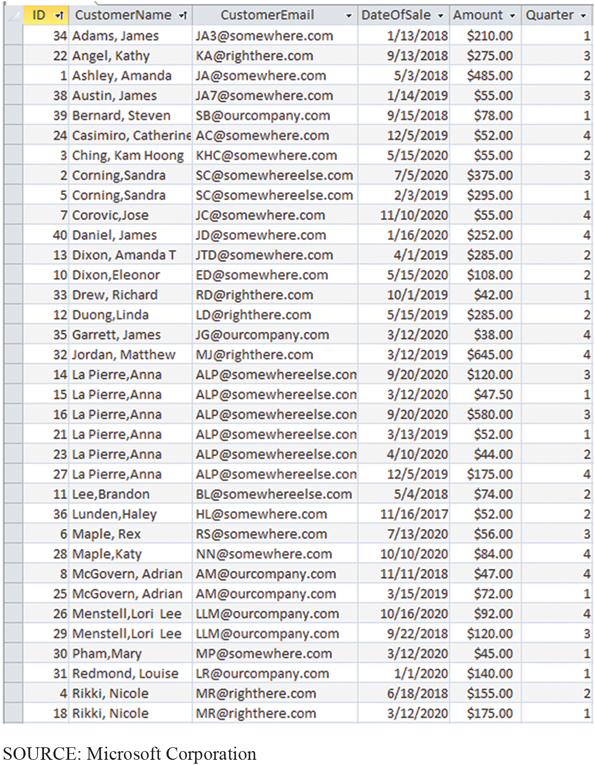 ID CustomerName CustomerEmail DateOfSale Amount Quarter
34 Adams, James JA3@somewhere.com 1/13/2018 $210.00 1
22 Angel, Kathy KA@righthere.com 9/13/2018 $275.00 3
1 Ashley, Amanda JA@somewhere.com 5/3/2018 $485.00 2
38 Austin, James JA7@somewhere.com 1/14/2019 $55.00 3
39 Bernard, Steven SB@ourcompany.com 9/15/2018 $78.00 1
24 Casimiro, Catherine AC@somewhere.com 12/5/2019 $52.00 4
3 Ching, Kam Hoong KHC@somewhere.com 5/15/2020 $55.00 2
2 Corning,Sandra SC@somewhereelse.com 7/5/2020 $375.00 3
5 Corning,Sandra SC@somewhereelse.com 2/3/2019 $295.00 1
7 Corovic,Jose JC@somewhere.com 11/10/2020 $55.00 4
40 Daniel, James JD@somewhere.com 1/16/2020 $252.00 4
13 Dixon, Amanda T JTD@somewhere.com 4/1/2019 $285.00 2
10 Dixon,Eleonor ED@somewhere.com 5/15/2020 $108.00 2
33 Drew, Richard RD@righthere.com 10/1/2019 $42.00 1
12 Duong,Linda LD@righthere.com 5/15/2019 $285.00 2
35 Garrett, James JG@ourcompany.com 3/12/2020 $38.00 4
32 Jordan, Matthew MJ@righthere.com 3/12/2019 $645.00 4
14 La Pierre,Anna ALP@somewhereelse.com 9/20/2020 $120.00 3
15 La Pierre,Anna ALP@somewhereelse.com 3/12/2020 $47.50 1
16 La Pierre,Anna ALP@somewhereelse.com 9/20/2020 $580.00 3
21 La Pierre,Anna ALP@somewhereelse.com 3/13/2019 $52.00 1
23 La Pierre,Anna ALP@somewhereelse.com 4/10/2020 $44.00 2
27 La Pierre,Anna ALP@somewhereelse.com 12/5/2019 $175.00 4
11 Lee,Brandon BL@somewhereelse.com 5/4/2018 $74.00 2
36 Lunden,Haley HL@somewhere.com 11/16/2017 $52.00 2
6 Maple, Rex RS@somewhere.com 7/13/2020 $56.00 3
28 Maple,Katy NN@somewhere.com 10/10/2020 $84.00 4
8 McGovern, Adrian AM@ourcompany.com 11/11/2018 $47.00 4
25 McGovern, Adrian AM@ourcompany.com 3/15/2019 $72.00 1
26 Menstell,Lori Lee LLM@ourcompany.com 10/16/2020 $92.00 4
29 Menstell,Lori Lee LLM@ourcompany.com 9/22/2018 $120.00 3
30 Pham,Mary MP@somewhere.com 3/12/2020 $45.00 1
31 Redmond, Louise LR@ourcompany.com 1/1/2020 $140.00 1
4 Rikki, Nicole MR@righthere.com 6/18/2018 $155.00 2
18 Rikki, Nicole MR@righthere.com 3/12/2020 $175.00 1
SOURCE: Microsoft Corporation